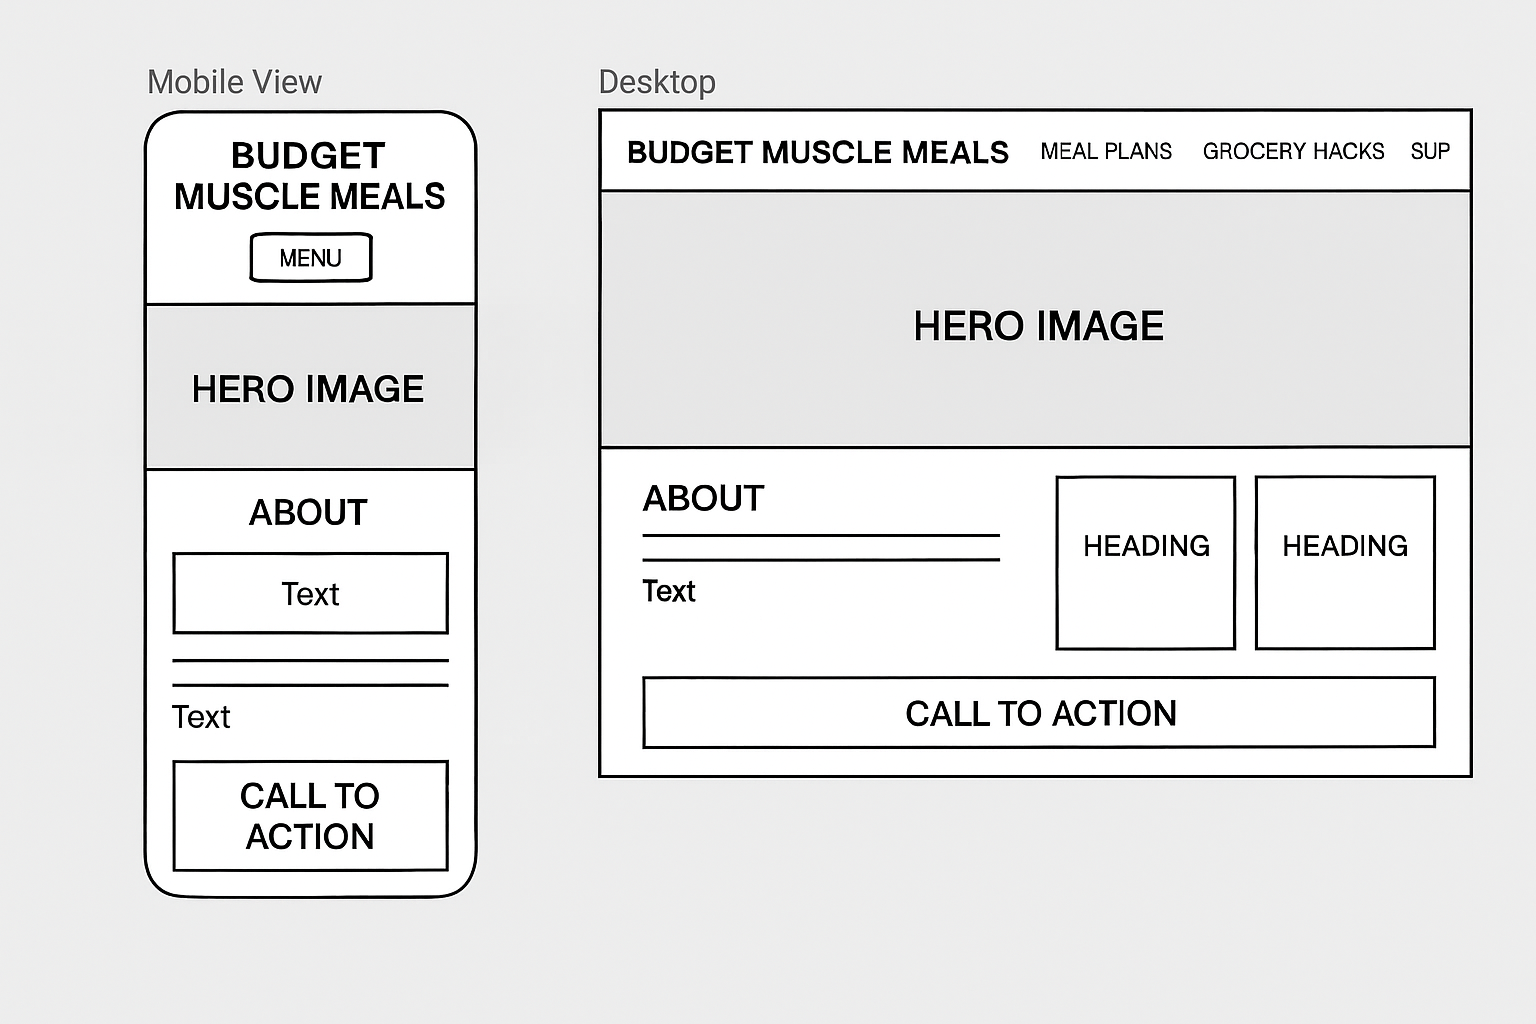 Mobile View
BUDGET
MUSCLE MEALS
MENU
HERO IMAGE
ABOUT
Text
Text
CALL TO
ACTION
Desktop
BUDGET MUSCLE MEALS MEAL PLANS GROCERY HACKS SUP
HERO IMAGE
ABOUT
Text
HEADING HEADING
CALL TO ACTION